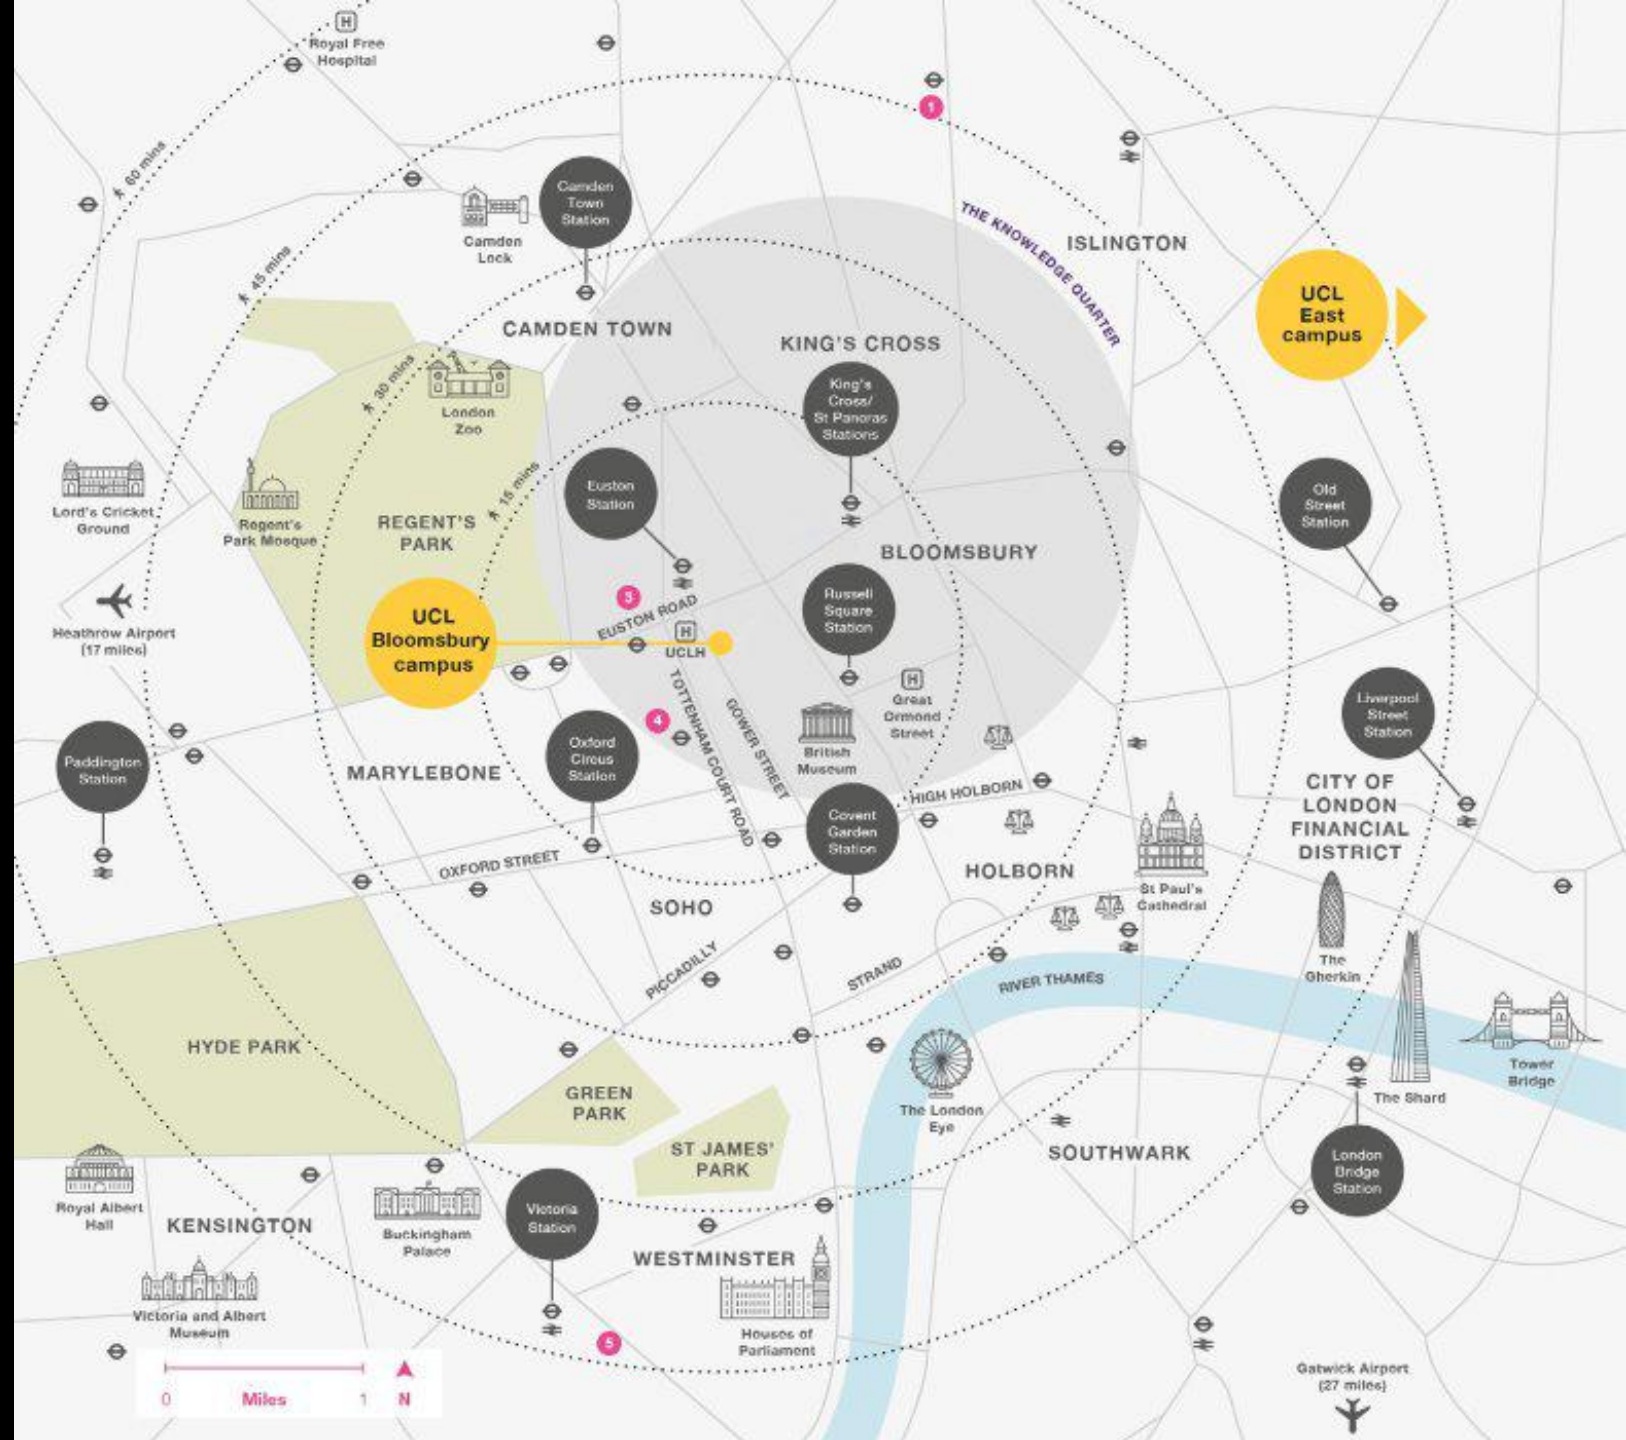 H
Royal Free
Hospital
1
60 mins
Camden
Town
Station
Camden
Lock
THE KNOWLEDGE QUARTER
ISLINGTON
45 mins
UCL
East
campus
CAMDEN TOWN
KING'S CROSS
30 mins
London
Zoo
King's
Cross/
St Pancras
Stations
15 mins
Euston
Station
Old
Street
Station
Lord's Cricket
Ground
Regent's
Park Mosque
REGENT'S
PARK
BLOOMSBURY
Russell
Square
Station
Heathrow Airport
(17 miles)
UCL
Bloomsbury
campus
3
EUSTON ROAD
H
UCLH
H
Great
Ormond
Street
Liverpool
Street
Station
TOTTENHAM COURT ROAD
GOWER STREET
4
Paddington
Station
MARYLEBONE
Oxford
Circus
Station
British
Museum
HIGH HOLBORN
Covent
Garden
Station
CITY OF
LONDON
FINANCIAL
DISTRICT
OXFORD STREET
HOLBORN
St Paul's
Cathedral
SOHO
PICCADILLY
STRAND
RIVER THAMES
The
Gherkin
HYDE PARK
GREEN
PARK
The London
Eye
The Shard
Tower
Bridge
ST JAMES'
PARK
SOUTHWARK
London
Bridge
Station
Royal Albert
Hall
KENSINGTON
Buckingham
Palace
Victoria
Station
WESTMINSTER
Victoria and Albert
Museum
Houses of
Parliament
5
0 Miles 1 N
Gatwick Airport
(27 miles)